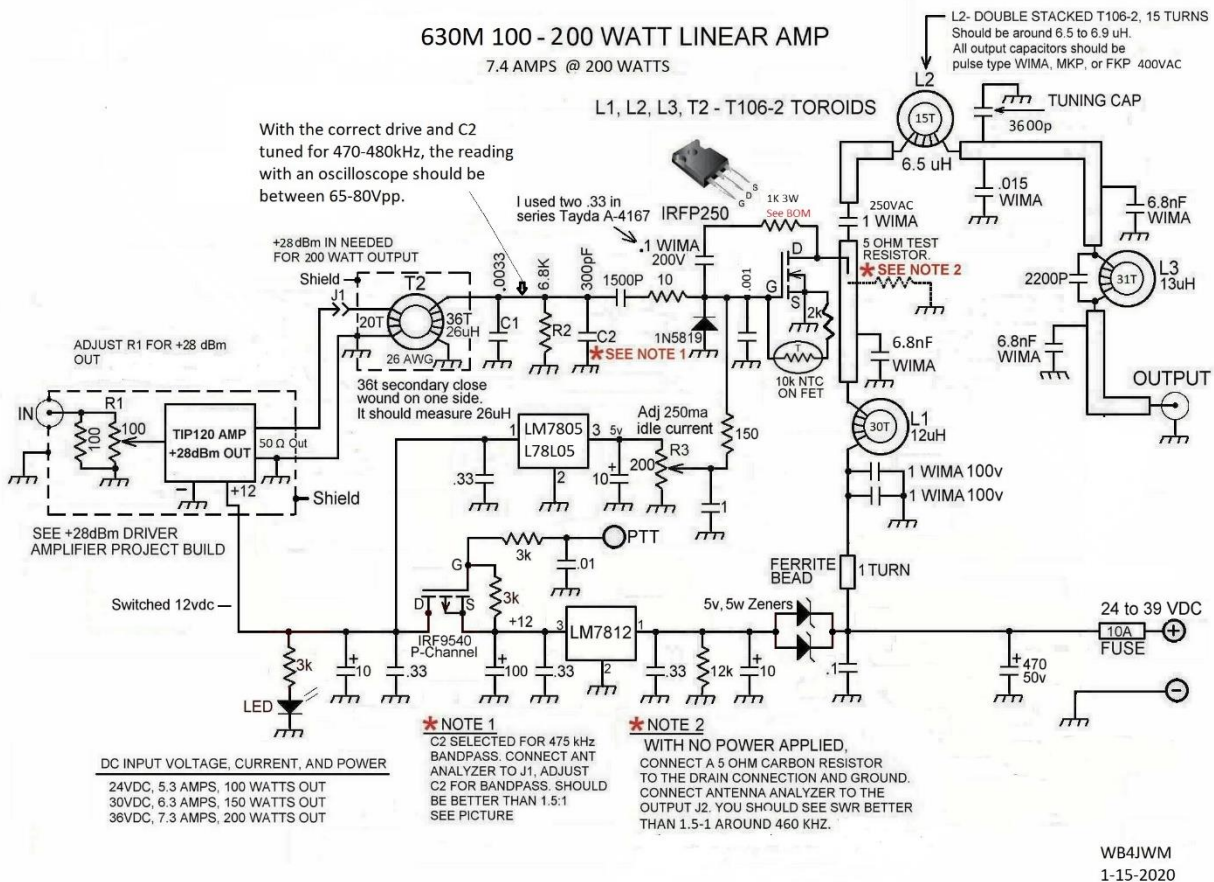 630M 100 - 200 WATT LINEAR AMP
7.4 AMPS @ 200 WATTS
L2- DOUBLE STACKED T106-2, 15 TURNS
Should be around 6.5 to 6.9 uH.
All output capacitors should be
pulse type WIMA, MKP, or FKP 400VAC
L1, L2, L3, T2 - T106-2 TOROIDS
L2
15T
6.5 uH
TUNING CAP
3600p
.015
WIMA
6.8nF
WIMA
2200P
31T
L3
13uH
6.8nF
WIMA
OUTPUT
With the correct drive and C2
tuned for 470-480kHz, the reading
with an oscilloscope should be
between 65-80Vpp.
I used two .33 in
series Tayda A-4167
.1 WIMA
200V
IRFP250
G
D
S
1K 3W
See BOM
250VAC
1 WIMA
5 OHM TEST
RESISTOR.
* SEE NOTE 2
+28dBm IN NEEDED
FOR 200 WATT OUTPUT
Shield
J1
T2
20T
36T
26uH
26 AWG
36t secondary close
wound on one side.
It should measure 26uH
.0033
C1
6.8K
R2
300pF
C2
* SEE NOTE 1
1500P
10
1N5819
.001
G
D
S
2k
T
10k NTC
ON FET
6.8nF
WIMA
30T
L1
12uH
1 WIMA 100v
1 WIMA 100v
ADJUST R1 FOR +28 dBm
OUT
IN
R1
100
100
TIP120 AMP
+28dBm OUT
50 Ω Out
−
+12
Shield
SEE +28dBm DRIVER
AMPLIFIER PROJECT BUILD
1
LM7805
L78L05
3
2
5v
.33
+
10
Adj 250ma
idle current
R3
200
150
.1
PTT
3k
.01
G
D
S
3k
IRF9540
P-Channel
Switched 12vdc
+12
3
LM7812
1
2
5v, 5w Zeners
FERRITE
BEAD
1 TURN
24 to 39 VDC
10A
FUSE
+
−
3k
LED
+
10
.33
+
100
.33
.33
12k
+
10
.1
+
470
50v
DC INPUT VOLTAGE, CURRENT, AND POWER
24VDC, 5.3 AMPS, 100 WATTS OUT
30VDC, 6.3 AMPS, 150 WATTS OUT
36VDC, 7.3 AMPS, 200 WATTS OUT
* NOTE 1
C2 SELECTED FOR 475 kHz
BANDPASS. CONNECT ANT
ANALYZER TO J1, ADJUST
C2 FOR BANDPASS. SHOULD
BE BETTER THAN 1.5:1
SEE PICTURE
* NOTE 2
WITH NO POWER APPLIED,
CONNECT A 5 OHM CARBON RESISTOR
TO THE DRAIN CONNECTION AND GROUND.
CONNECT ANTENNA ANALYZER TO THE
OUTPUT J2. YOU SHOULD SEE SWR BETTER
THAN 1.5-1 AROUND 460 KHZ.
WB4JWM
1-15-2020